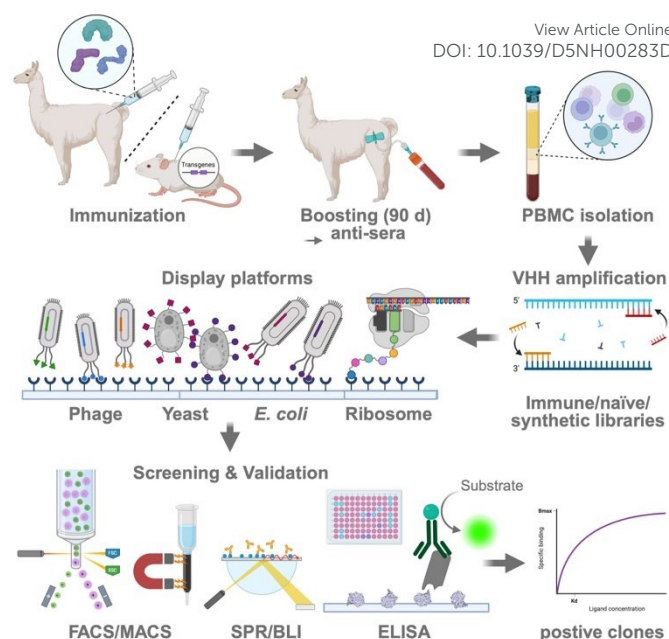 View Article Online
DOI: 10.1039/D5NH00283D
Transgenes
Immunization
Boosting (90 d)
→ anti-sera
PBMC isolation
Display platforms
VHH amplification
5'
3'
Phage
Yeast
E. coli
Ribosome
Immune/naïve/
synthetic libraries
Screening & Validation
Substrate
FSC
SSC
Bmax
Specific binding
Kd
Ligand concentration
FACS/MACS
SPR/BLI
ELISA
postive clones